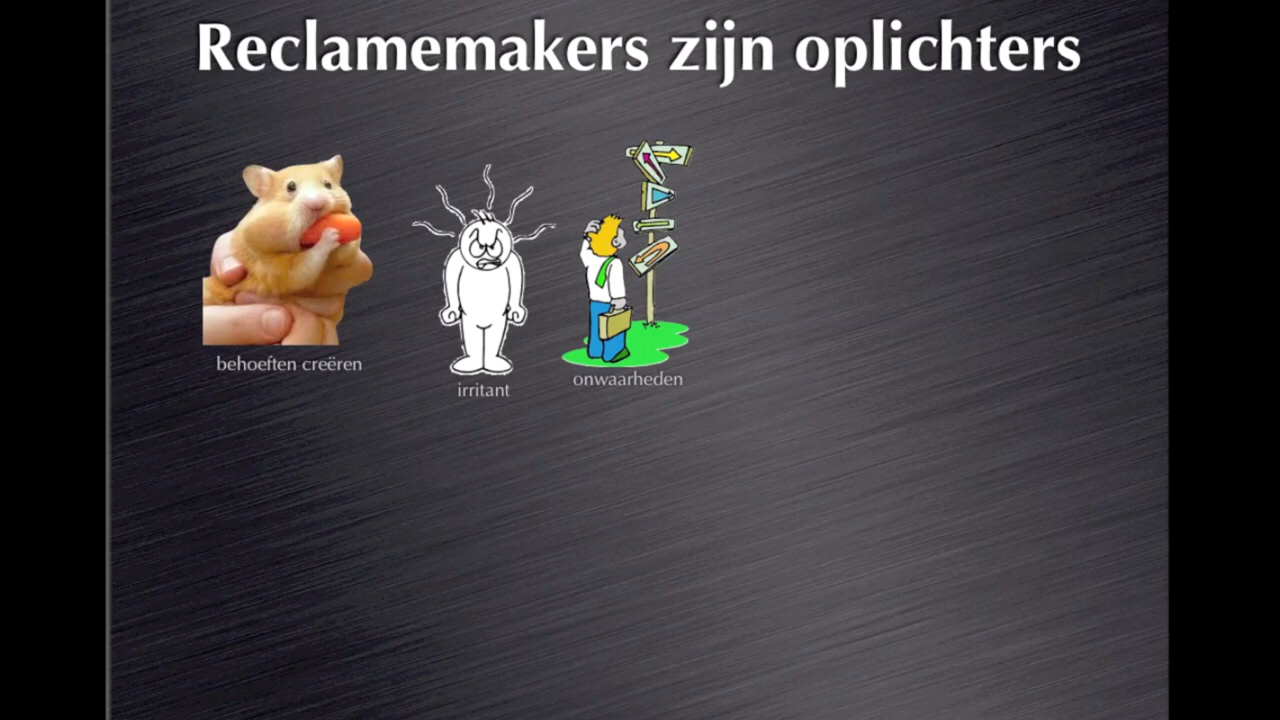 Reclamemakers zijn oplichters
behoeften creëren
irritant
onwaarheden